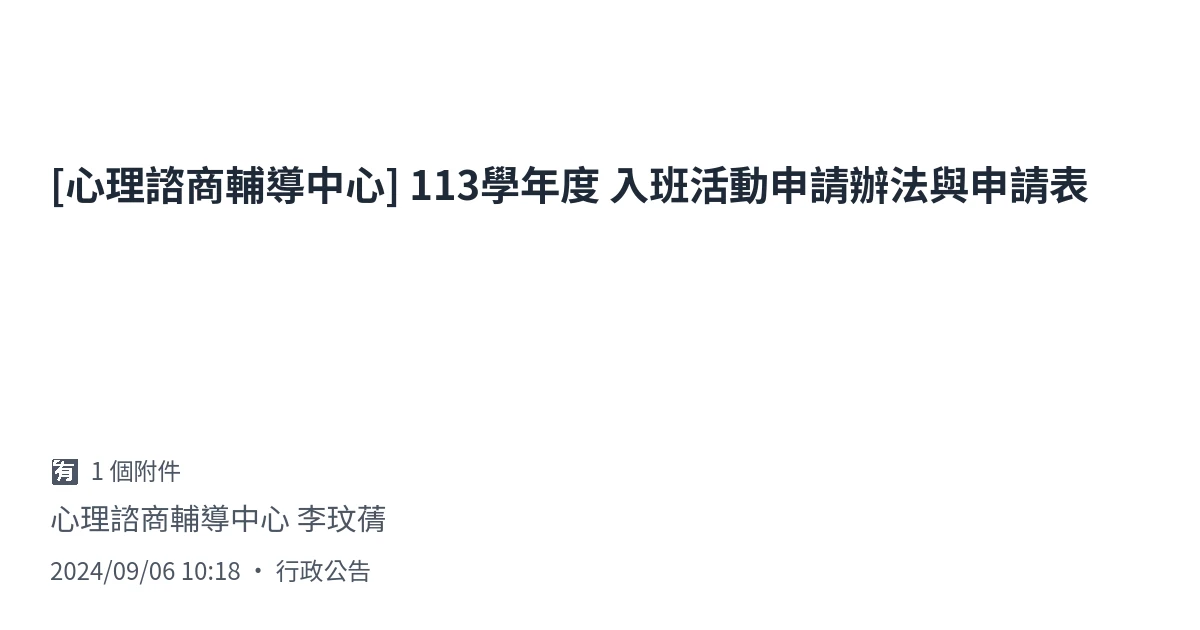 [心理諮商輔導中心] 113學年度 入班活動申請辦法與申請表
有 1 個附件
心理諮商輔導中心 李玟蒨
2024/09/06 10:18 • 行政公告